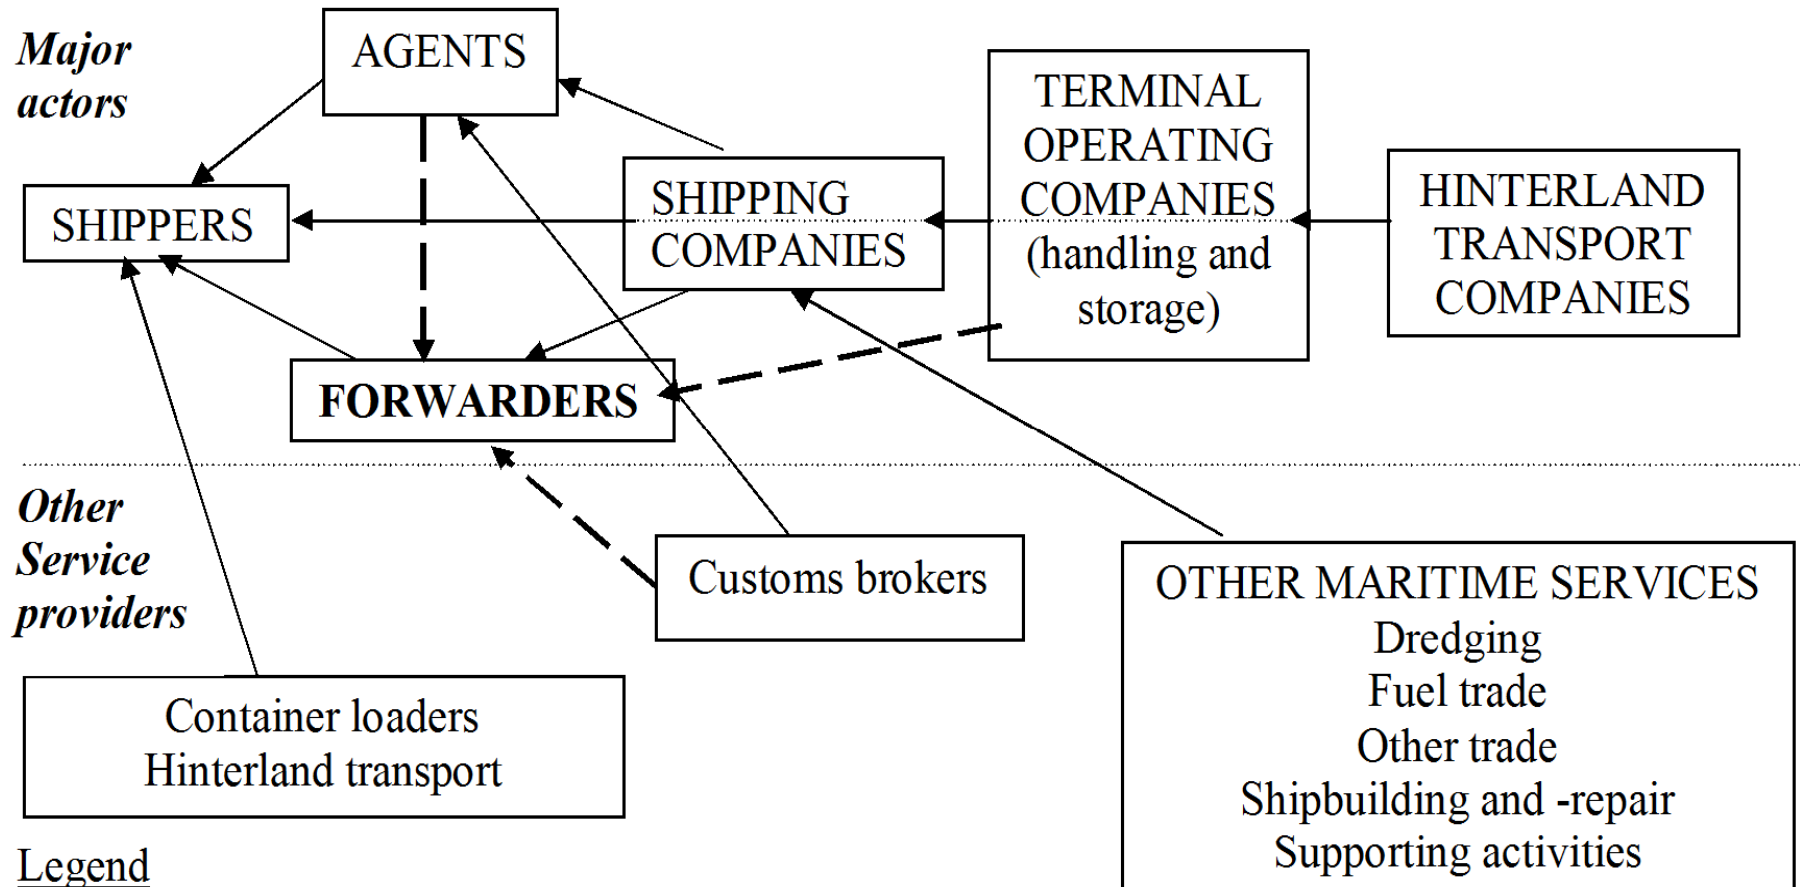 Major
actors
AGENTS
SHIPPERS
SHIPPING
COMPANIES
TERMINAL
OPERATING
COMPANIES
(handling and
storage)
HINTERLAND
TRANSPORT
COMPANIES
FORWARDERS
Other
Service
providers
Customs brokers
Container loaders
Hinterland transport
OTHER MARITIME SERVICES
Dredging
Fuel trade
Other trade
Shipbuilding and -repair
Supporting activities
Legend